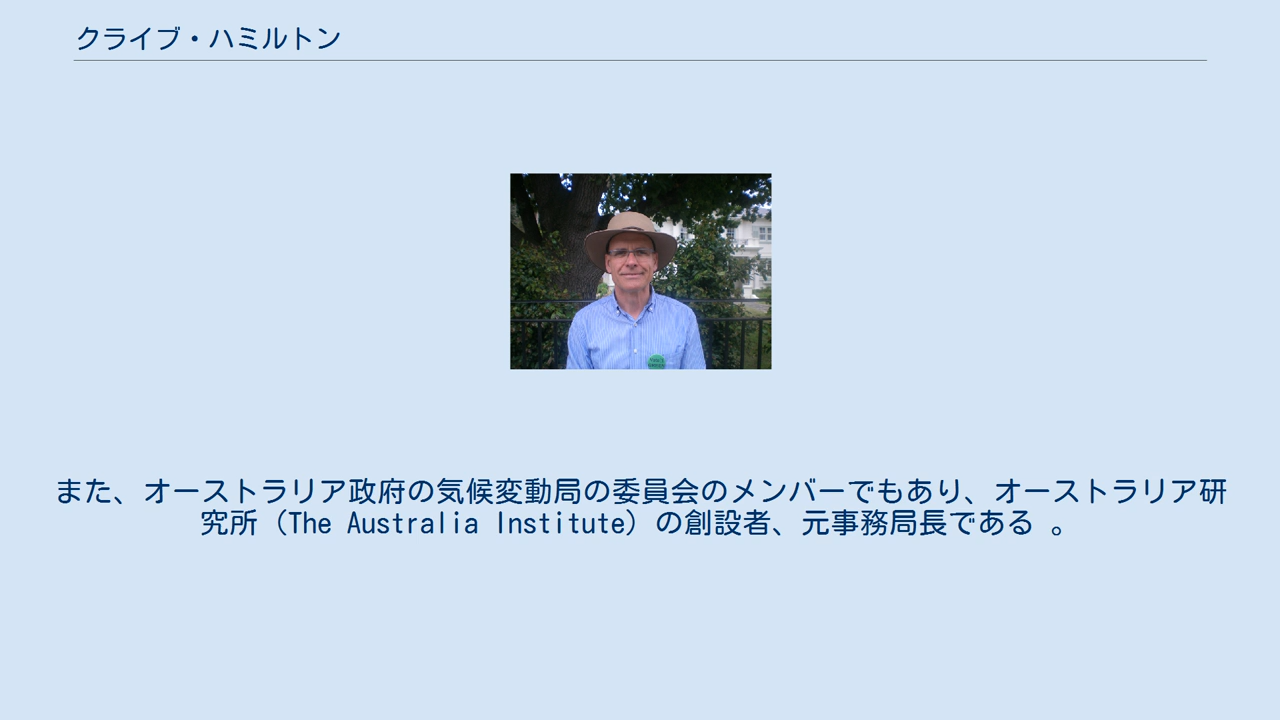 クライブ・ハミルトン
また、オーストラリア政府の気候変動局の委員会のメンバーでもあり、オーストラリア研
究所（The Australia Institute）の創設者、元事務局長である 。